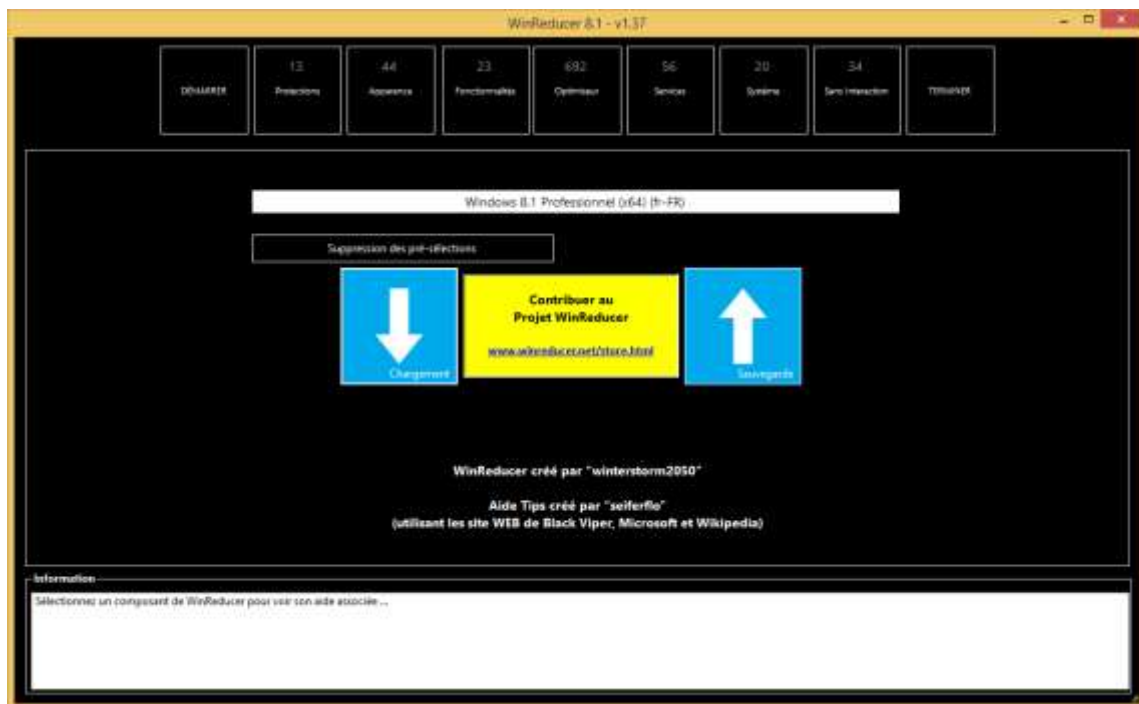 WinReducer 8.1 - v1.37
DÉMARRER
13
Protections
44
Apparence
23
Fonctionnalités
692
Optimiseur
56
Services
20
Système
34
Sans Interaction
TERMINER
Windows 8.1 Professionnel (x64) (fr-FR)
Suppression des pré-sélections
Chargement
Contribuer au
Projet WinReducer
www.winreducer.net/store.html
Sauvegarde
WinReducer créé par "winterstorm2050"
Aide Tips créé par "seiferflo"
(utilisant les site WEB de Black Viper, Microsoft et Wikipedia)
Information
Sélectionnez un composant de WinReducer pour voir son aide associée ...